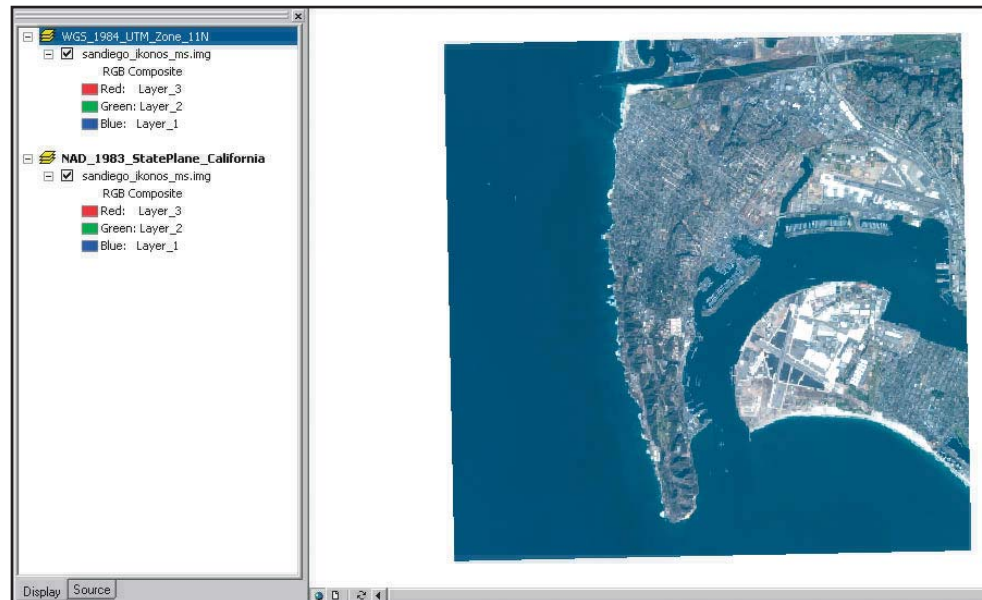 WGS_1984_UTM_Zone_11N
sandiego_ikonos_ms.img
RGB Composite
Red: Layer_3
Green: Layer_2
Blue: Layer_1
NAD_1983_StatePlane_California
sandiego_ikonos_ms.img
RGB Composite
Red: Layer_3
Green: Layer_2
Blue: Layer_1
Display
Source